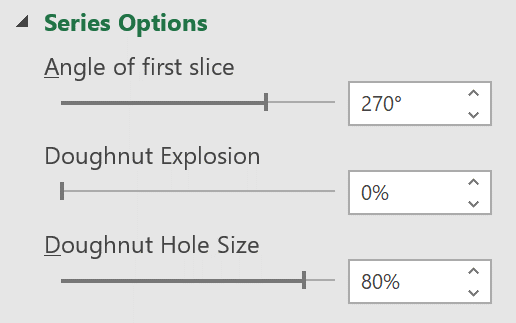 Series Options
Angle of first slice
270°
Doughnut Explosion
0%
Doughnut Hole Size
80%